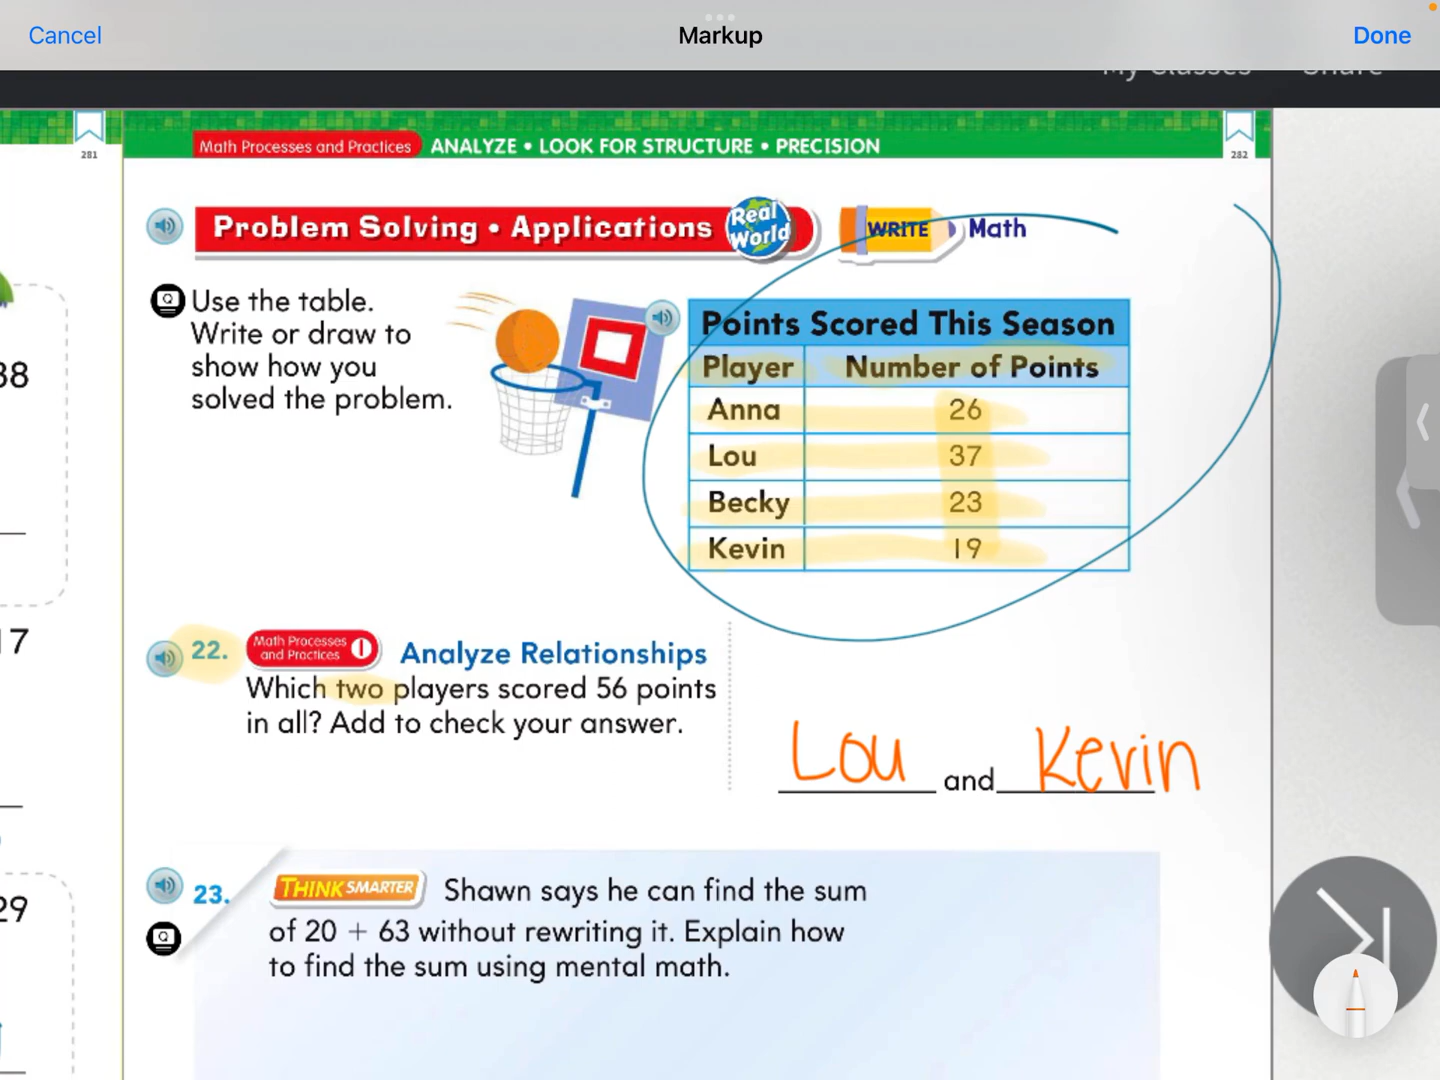 Cancel
Markup
Done
281
Math Processes and Practices ANALYZE • LOOK FOR STRUCTURE • PRECISION
282
Problem Solving • Applications Real World
WRITE Math
Use the table.
Write or draw to
show how you
solved the problem.
Points Scored This Season
Player Number of Points
Anna 26
Lou 37
Becky 23
Kevin 19
22. Math Processes and Practices 1 Analyze Relationships
Which two players scored 56 points
in all? Add to check your answer.
Lou and Kevin
23. THINK SMARTER Shawn says he can find the sum
of 20 + 63 without rewriting it. Explain how
to find the sum using mental math.
17
29